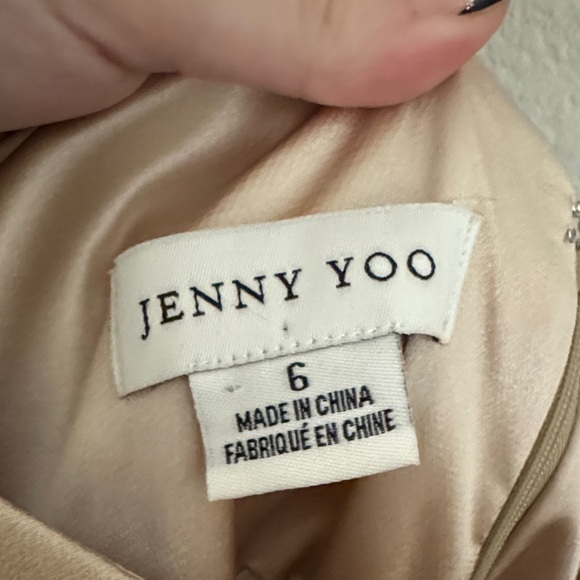 JENNY YOO
6
MADE IN CHINA
FABRIQUÉ EN CHINE